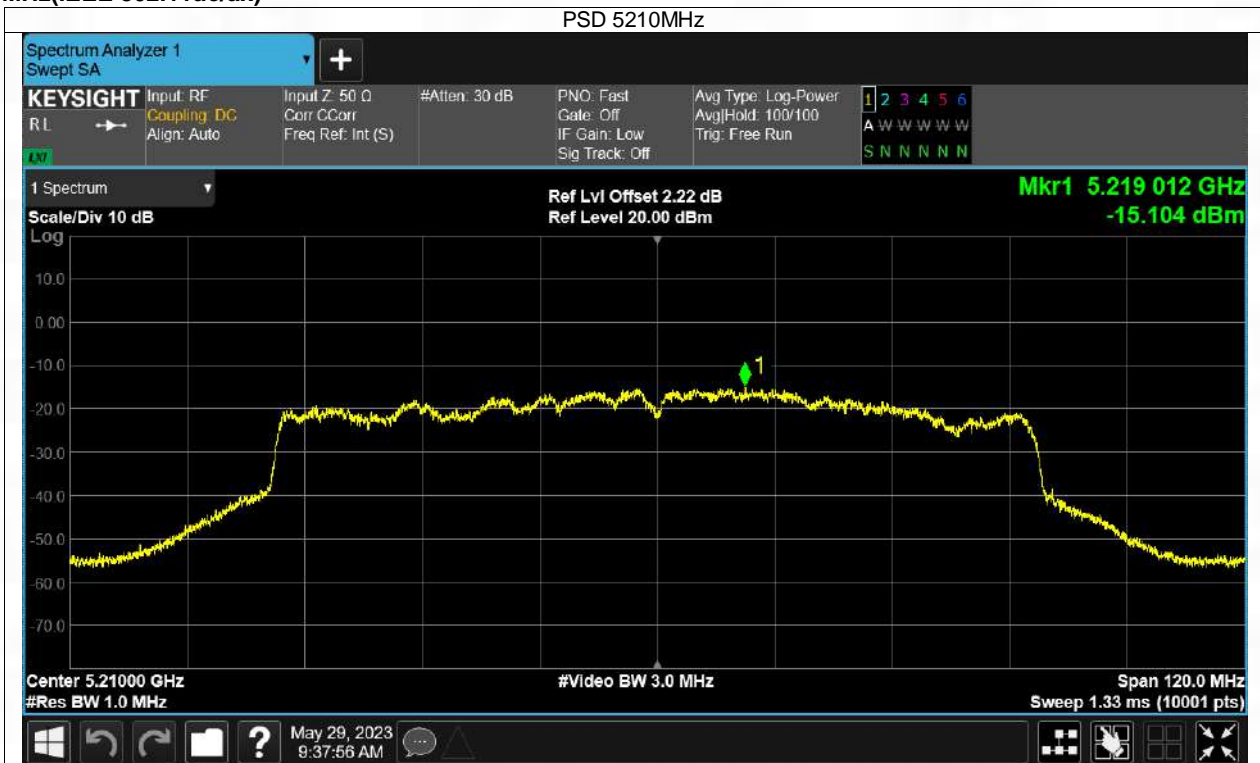 MHz(IEEE 802.11ac/ax)
PSD 5210MHz
Spectrum Analyzer 1
Swept SA
+
KEYSIGHT
RL
LXI
Input: RF
Coupling: DC
Align: Auto
Input Z: 50 Ω
Corr CCorr
Freq Ref: Int (S)
#Atten: 30 dB
PNO: Fast
Gate: Off
IF Gain: Low
Sig Track: Off
Avg Type: Log-Power
Avg|Hold: 100/100
Trig: Free Run
1 2 3 4 5 6
A W W W W W
S N N N N N
1 Spectrum
Scale/Div 10 dB
Log
Ref Lvl Offset 2.22 dB
Ref Level 20.00 dBm
Mkr1 5.219 012 GHz
-15.104 dBm
10.0
0.00
-10.0
-20.0
-30.0
-40.0
-50.0
-60.0
-70.0
1
Center 5.21000 GHz
#Res BW 1.0 MHz
#Video BW 3.0 MHz
Span 120.0 MHz
Sweep 1.33 ms (10001 pts)
?
May 29, 2023
9:37:56 AM